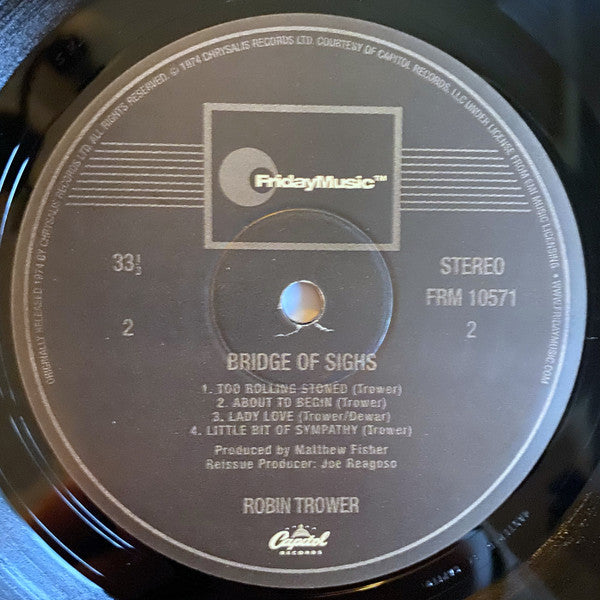 ORIGINALLY RELEASED 1974 CHRYSALIS RECORDS LTD. ALL RIGHTS RESERVED. © 1974 CHRYSALIS RECORDS LTD. COURTESY OF CAPITOL RECORDS, LLC UNDER LICENSE FROM EMI MUSIC LICENSING • WWW.FRIDAYMUSIC.COM
FridayMusic™
33⅓
STEREO
FRM 10571
2
2
BRIDGE OF SIGHS
1. TOO ROLLING STONED (Trower)
2. ABOUT TO BEGIN (Trower)
3. LADY LOVE (Trower/Dewar)
4. LITTLE BIT OF SYMPATHY (Trower)
Produced by Matthew Fisher
Reissue Producer: Joe Reagoso
ROBIN TROWER
Capitol
RECORDS